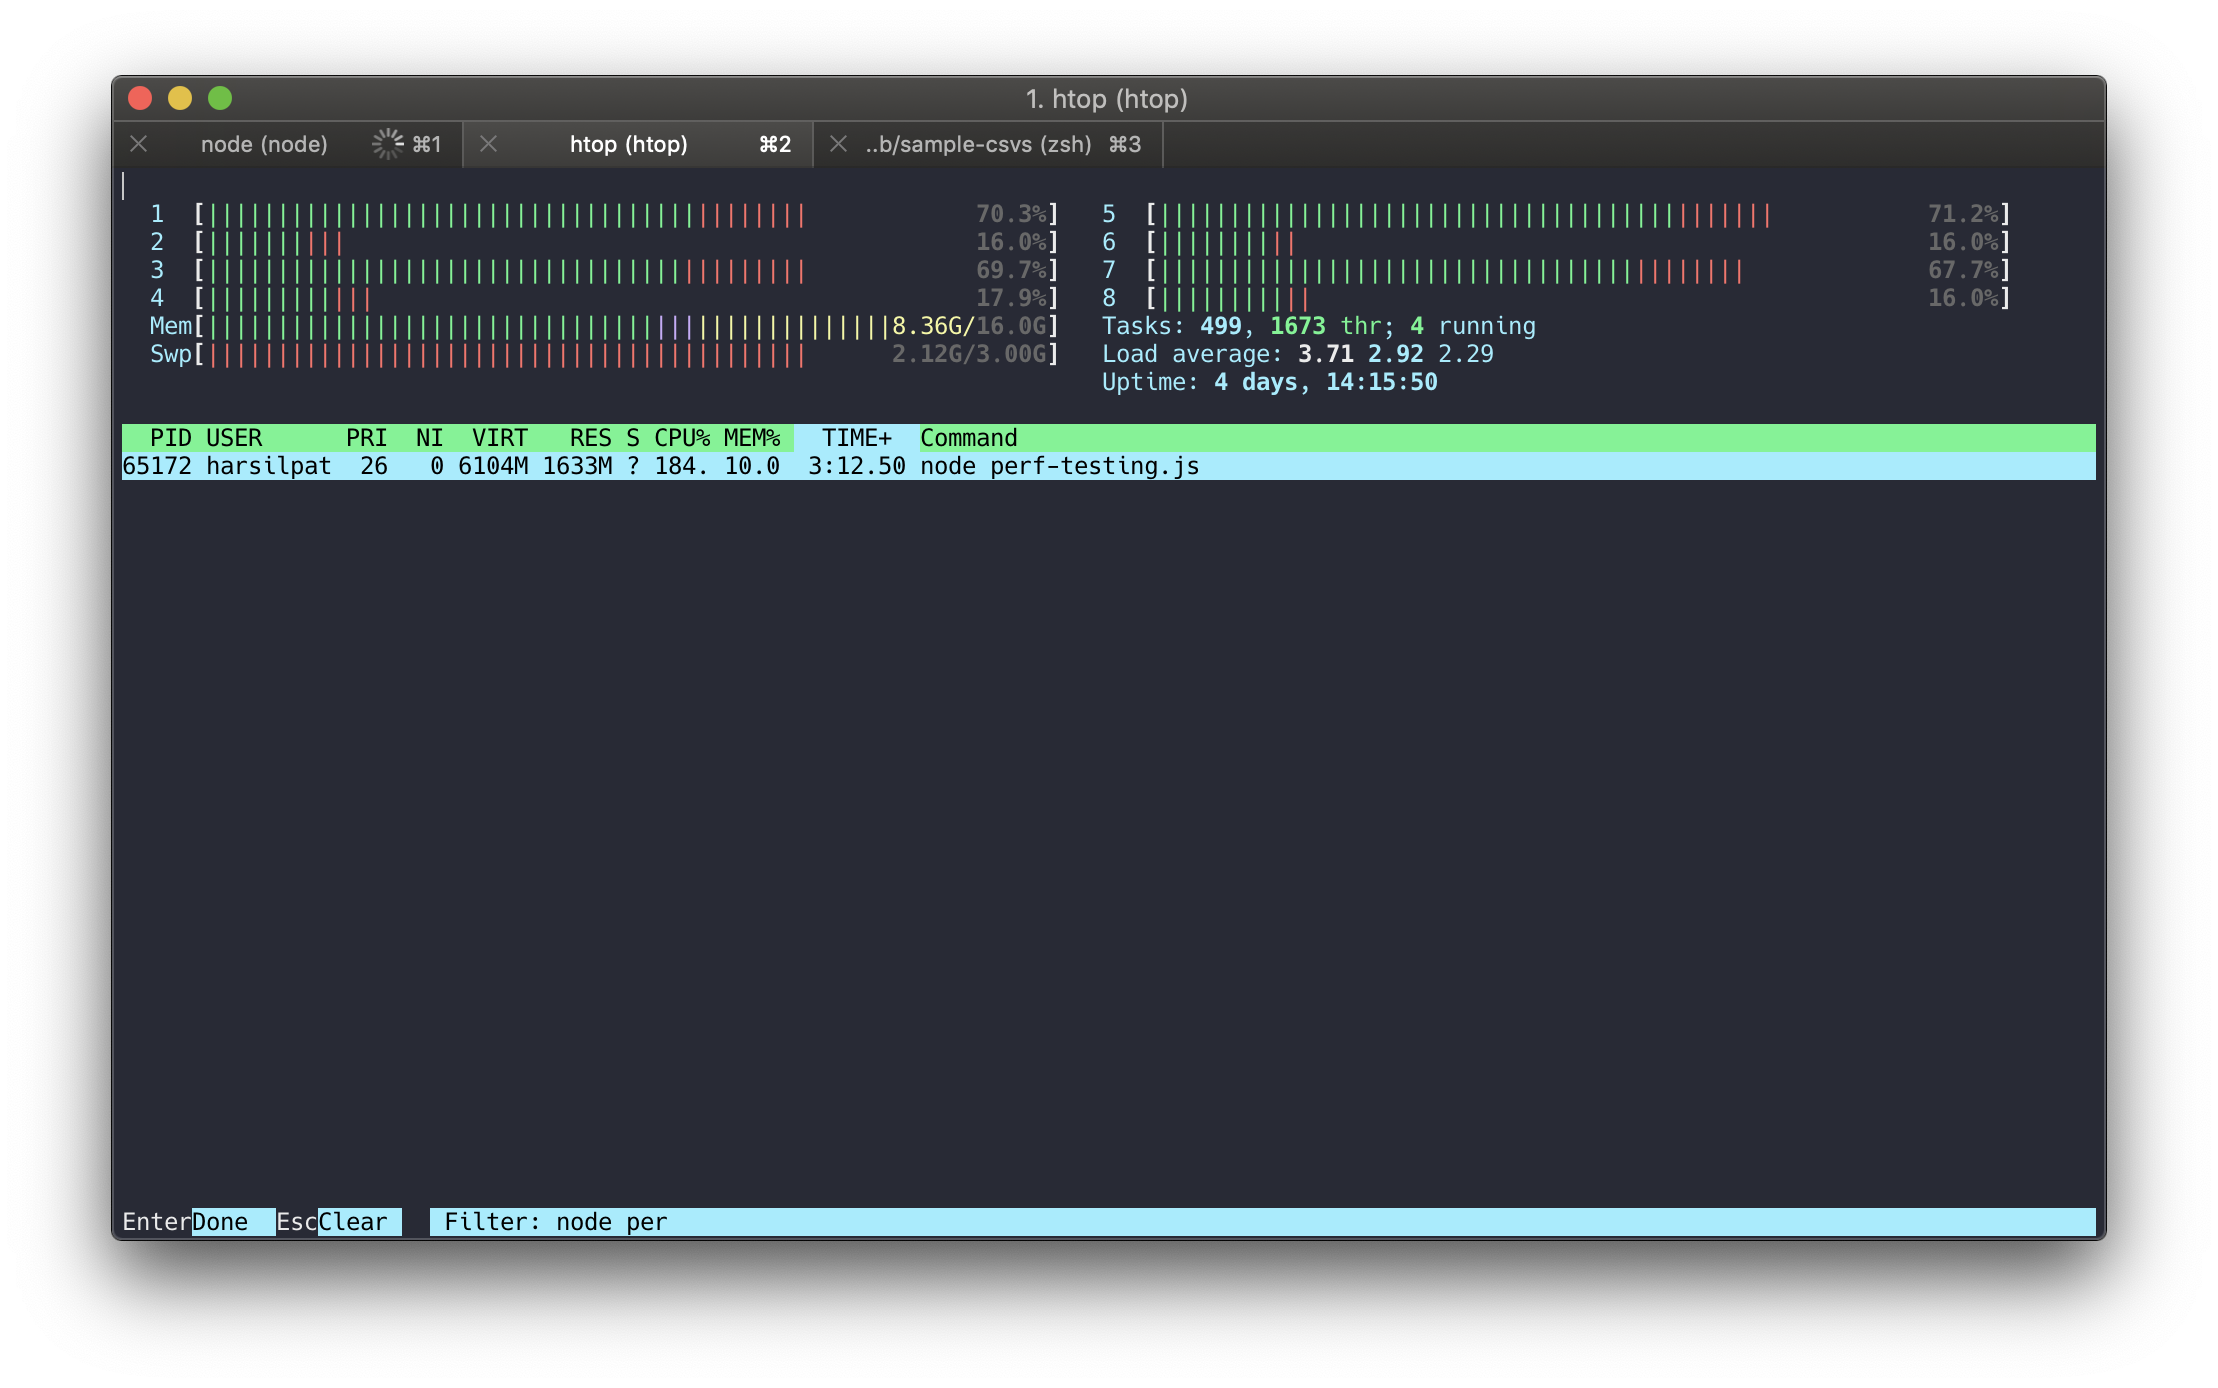 1. htop (htop)
node (node) ⌘1 htop (htop) ⌘2 ..b/sample-csvs (zsh) ⌘3
1 [||||||||||||||||||||||||||||||||||||||||||| 70.3%] 5 [|||||||||||||||||||||||||||||||||||||||||||| 71.2%]
2 [|||||||||| 16.0%] 6 [|||||||||| 16.0%]
3 [||||||||||||||||||||||||||||||||||||||||||| 69.7%] 7 [|||||||||||||||||||||||||||||||||||||||||| 67.7%]
4 [|||||||||||| 17.9%] 8 [||||||||||| 16.0%]
Mem[|||||||||||||||||||||||||||||||||||||||||||||||||8.36G/16.0G] Tasks: 499, 1673 thr; 4 running
Swp[||||||||||||||||||||||||||||||||||||||||||| 2.12G/3.00G] Load average: 3.71 2.92 2.29
Uptime: 4 days, 14:15:50
PID USER PRI NI VIRT RES S CPU% MEM% TIME+ Command
65172 harsilpat 26 0 6104M 1633M ? 184. 10.0 3:12.50 node perf-testing.js
EnterDone EscClear Filter: node per